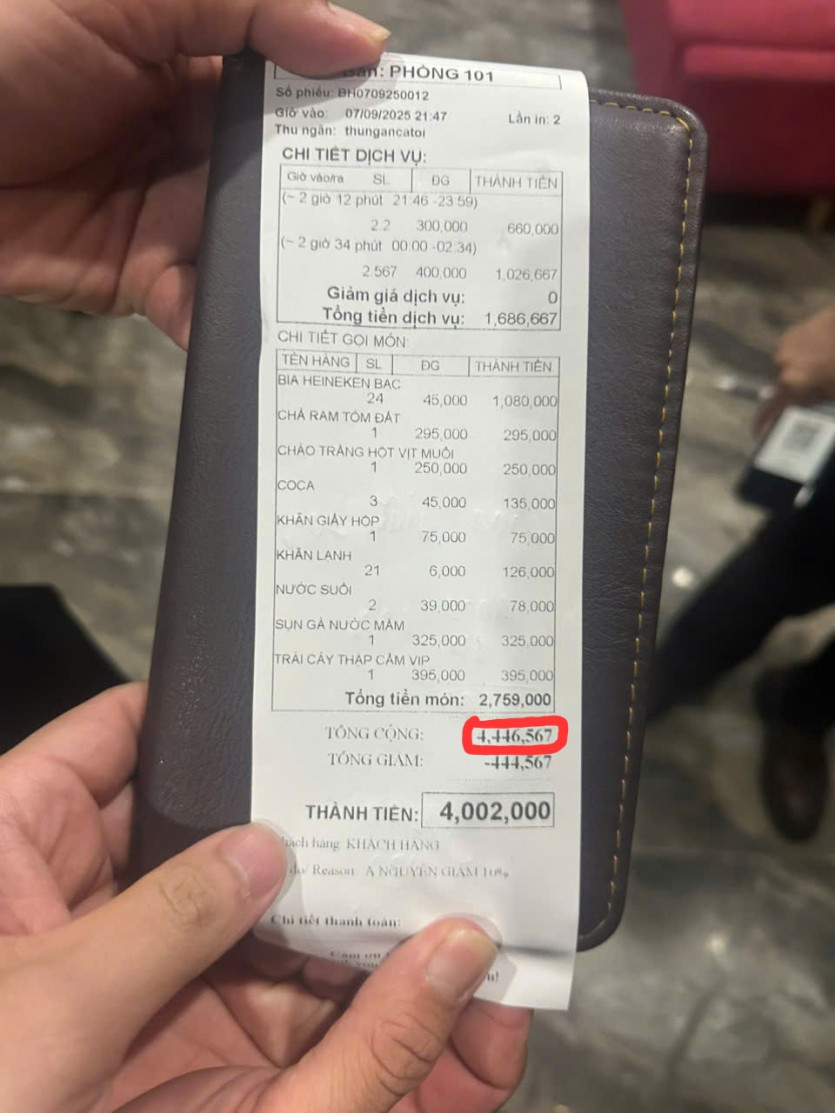 Bàn: PHÒNG 101
Số phiếu: BH0709250012
Giờ vào: 07/09/2025 21:47 Lần in: 2
Thu ngân: thungancatoi
CHI TIẾT DỊCH VỤ:
Giờ vào/ra SL ĐG THÀNH TIỀN
(~ 2 giờ 12 phút 21:46 -23:59)
2.2 300,000 660,000
(~ 2 giờ 34 phút 00:00 -02:34)
2.567 400,000 1,026,667
Giảm giá dịch vụ: 0
Tổng tiền dịch vụ: 1,686,667
CHI TIẾT GỌI MÓN:
TÊN HÀNG SL ĐG THÀNH TIỀN
BIA HEINEKEN BẠC
24 45,000 1,080,000
CHẢ RAM TÔM ĐẤT
1 295,000 295,000
CHÁO TRẮNG HỘT VỊT MUỐI
1 250,000 250,000
COCA
3 45,000 135,000
KHĂN GIẤY HỘP
1 75,000 75,000
KHĂN LẠNH
21 6,000 126,000
NƯỚC SUỐI
2 39,000 78,000
SỤN GÀ NƯỚC MẮM
1 325,000 325,000
TRÁI CÂY THẬP CẨM VIP
1 395,000 395,000
Tổng tiền món: 2,759,000
TỔNG CỘNG: 4,446,567
TỔNG GIẢM: -444,567
THÀNH TIỀN: 4,002,000
hách hàng: KHÁCH HÀNG
do/ Reason A NGUYÊN GIẢM 10%
Chi tiết thanh toán: